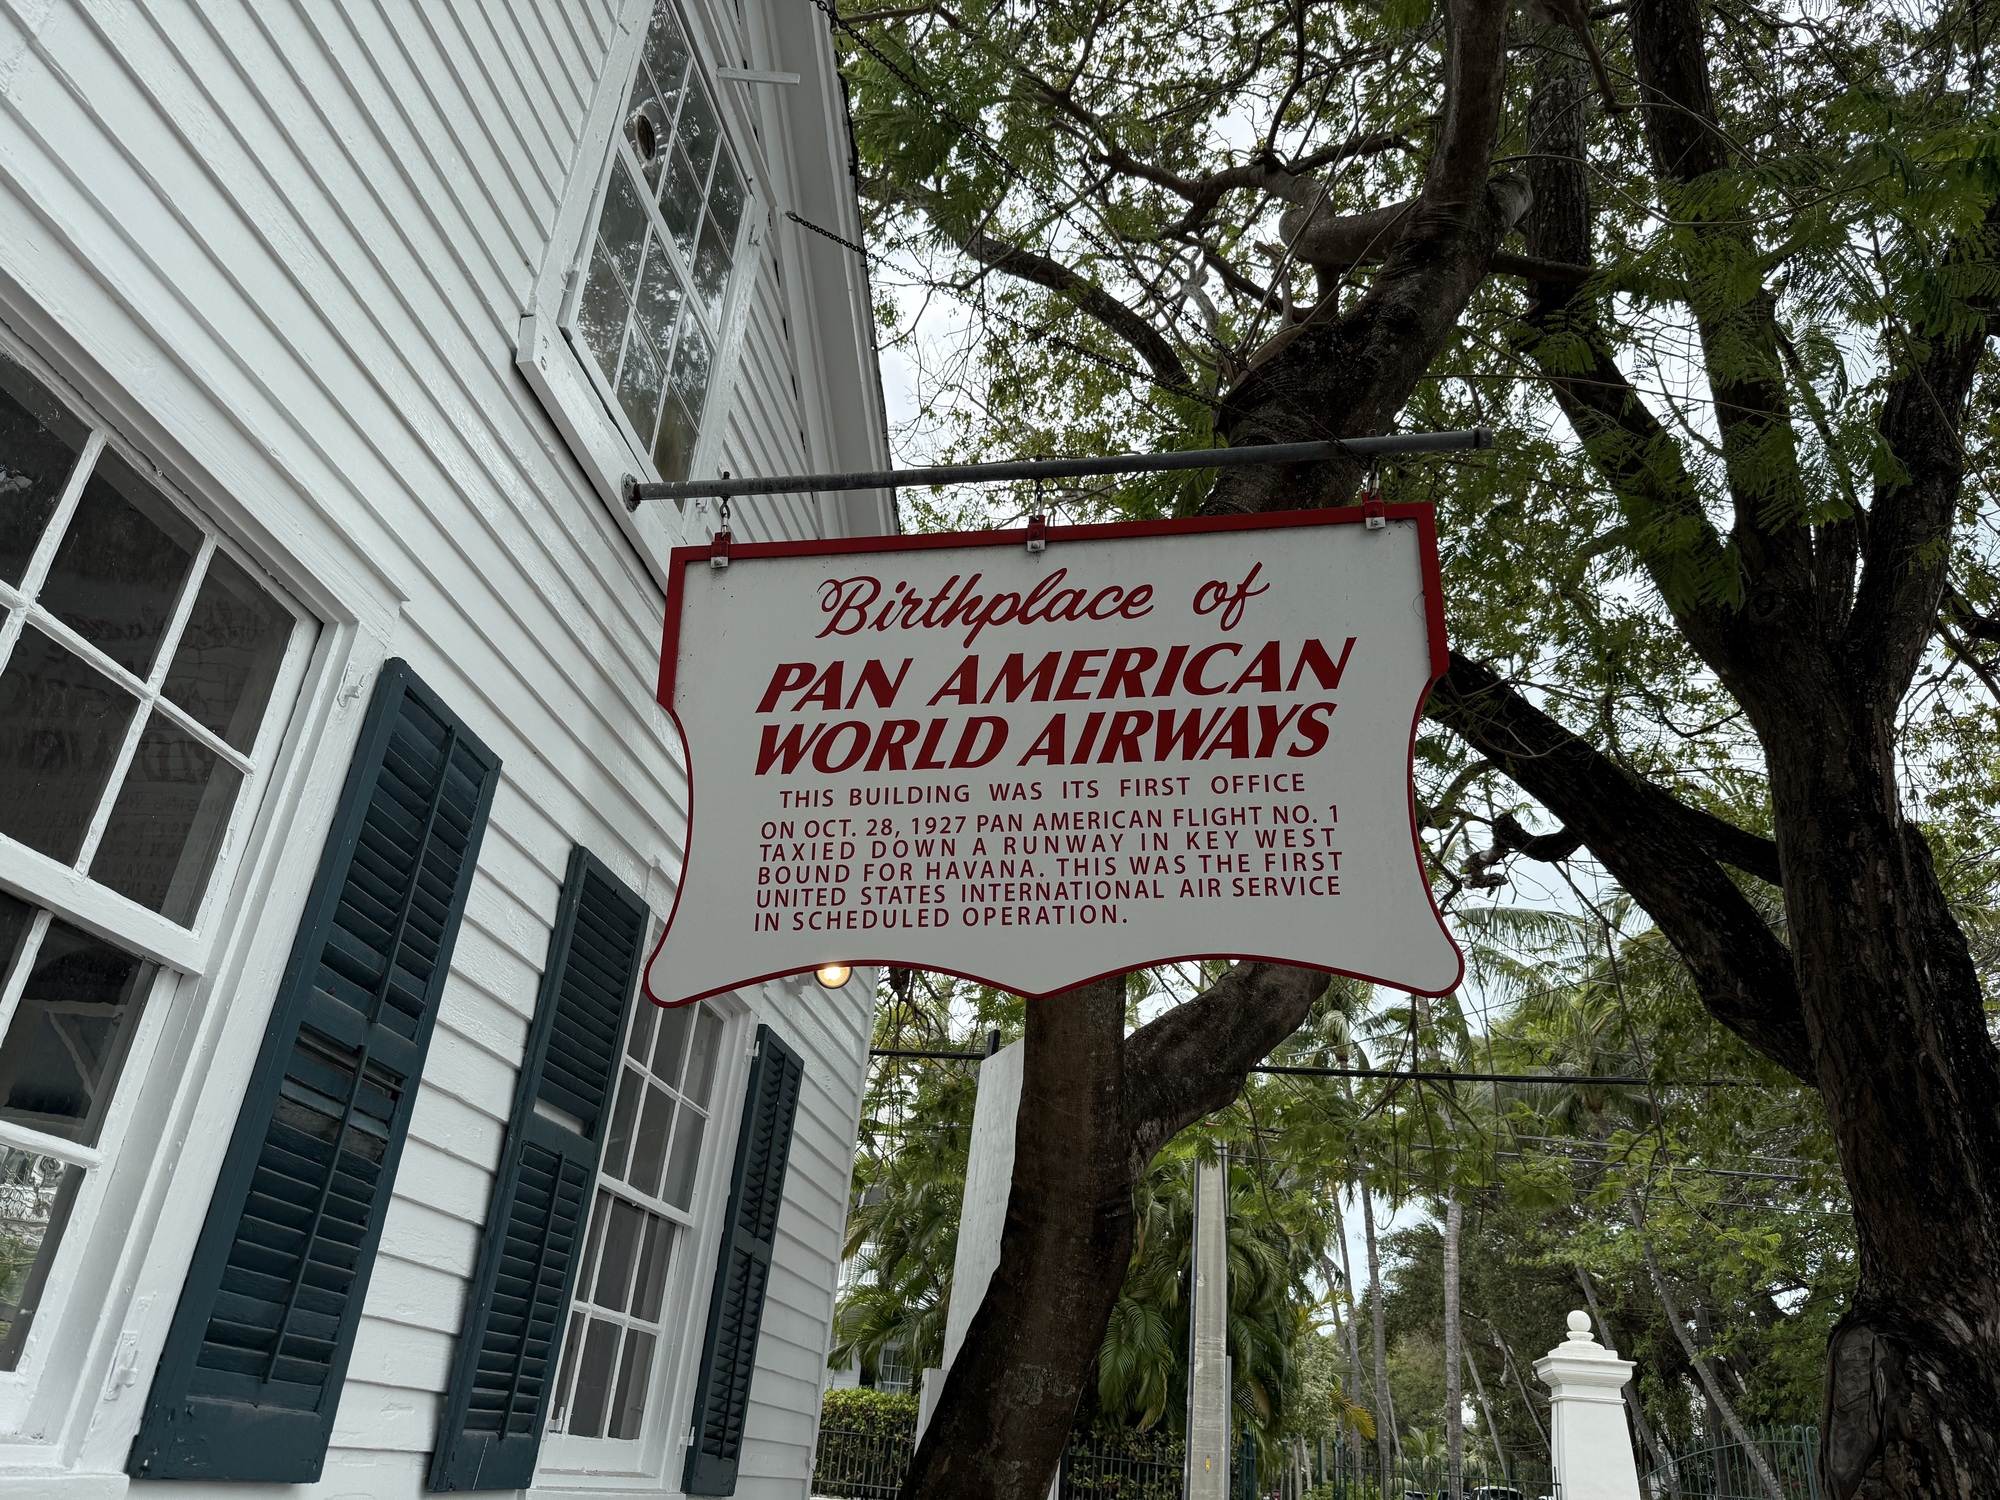 Birthplace of
PAN AMERICAN
WORLD AIRWAYS
THIS BUILDING WAS ITS FIRST OFFICE
ON OCT. 28, 1927 PAN AMERICAN FLIGHT NO. 1
TAXIED DOWN A RUNWAY IN KEY WEST
BOUND FOR HAVANA. THIS WAS THE FIRST
UNITED STATES INTERNATIONAL AIR SERVICE
IN SCHEDULED OPERATION.